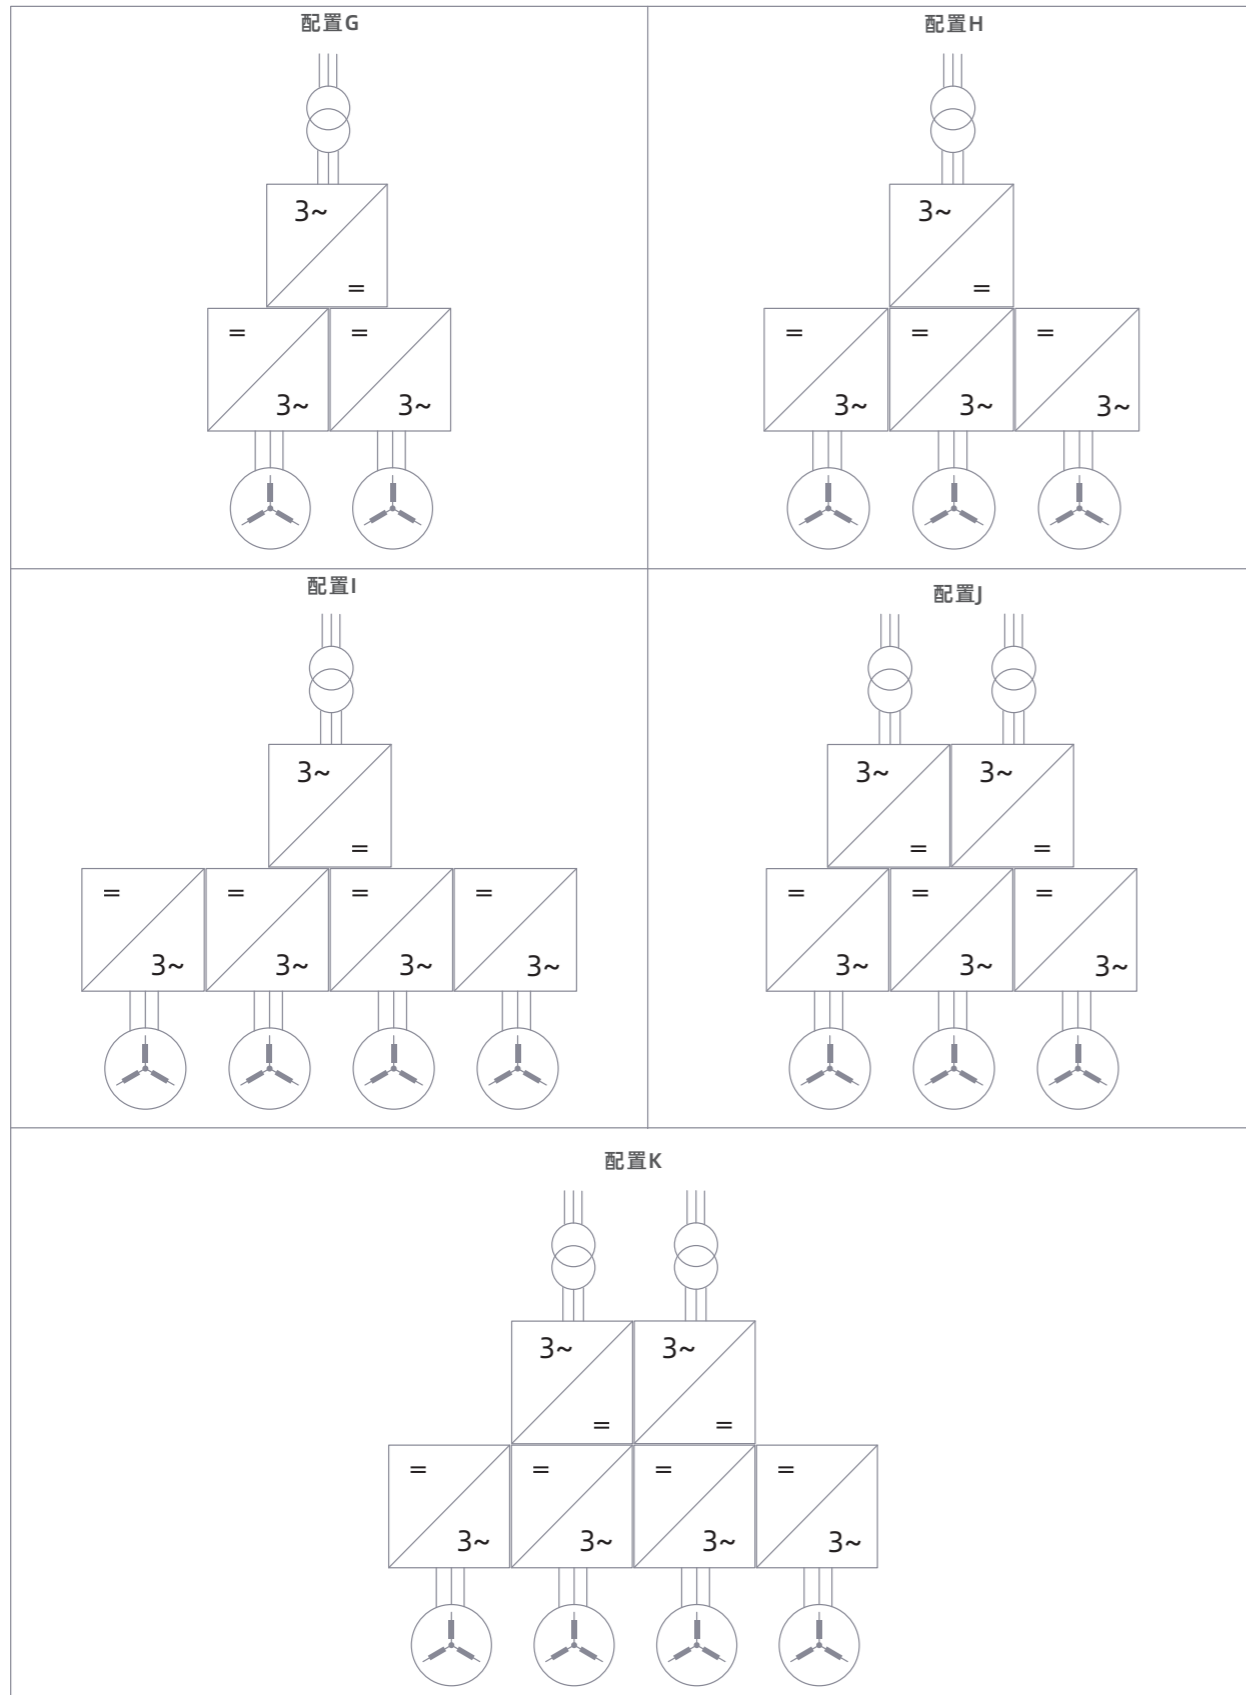 配置G
3~
=
= =
3~ 3~
配置H
3~
=
= = =
3~ 3~ 3~
配置I
3~
=
= = = =
3~ 3~ 3~ 3~
配置J
3~ 3~
= =
= = =
3~ 3~ 3~
配置K
3~ 3~
= =
= = = =
3~ 3~ 3~ 3~